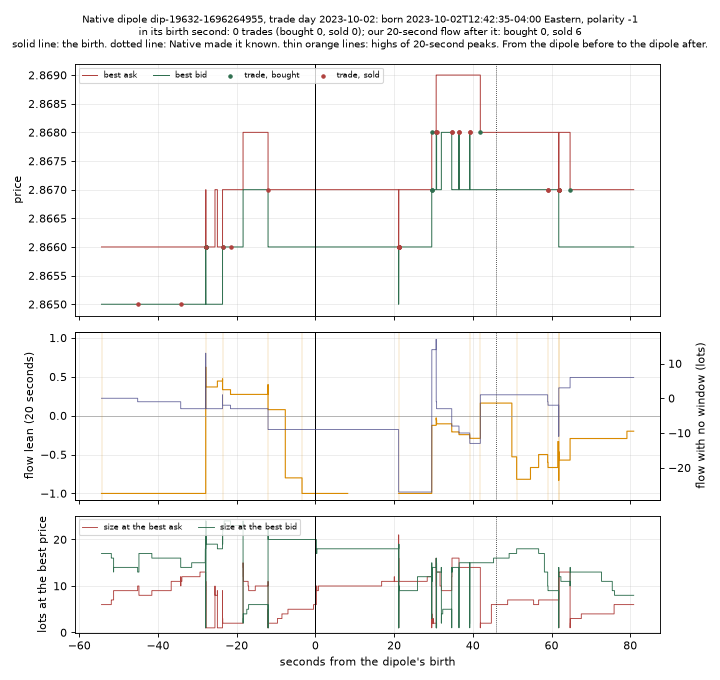 Native dipole dip-19632-1696264955, trade day 2023-10-02: born 2023-10-02T12:42:35-04:00 Eastern, polarity -1
in its birth second: 0 trades (bought 0, sold 0); our 20-second flow after it: bought 0, sold 6
solid line: the birth. dotted line: Native made it known. thin orange lines: highs of 20-second peaks. From the dipole before to the dipole after.
best ask
best bid
trade, bought
trade, sold
2.8690
2.8685
2.8680
2.8675
2.8670
2.8665
2.8660
2.8655
2.8650
price
1.0
0.5
0.0
−0.5
−1.0
flow lean (20 seconds)
10
0
−10
−20
flow with no window (lots)
size at the best ask
size at the best bid
20
10
0
lots at the best price
−60
−40
−20
0
20
40
60
80
seconds from the dipole's birth